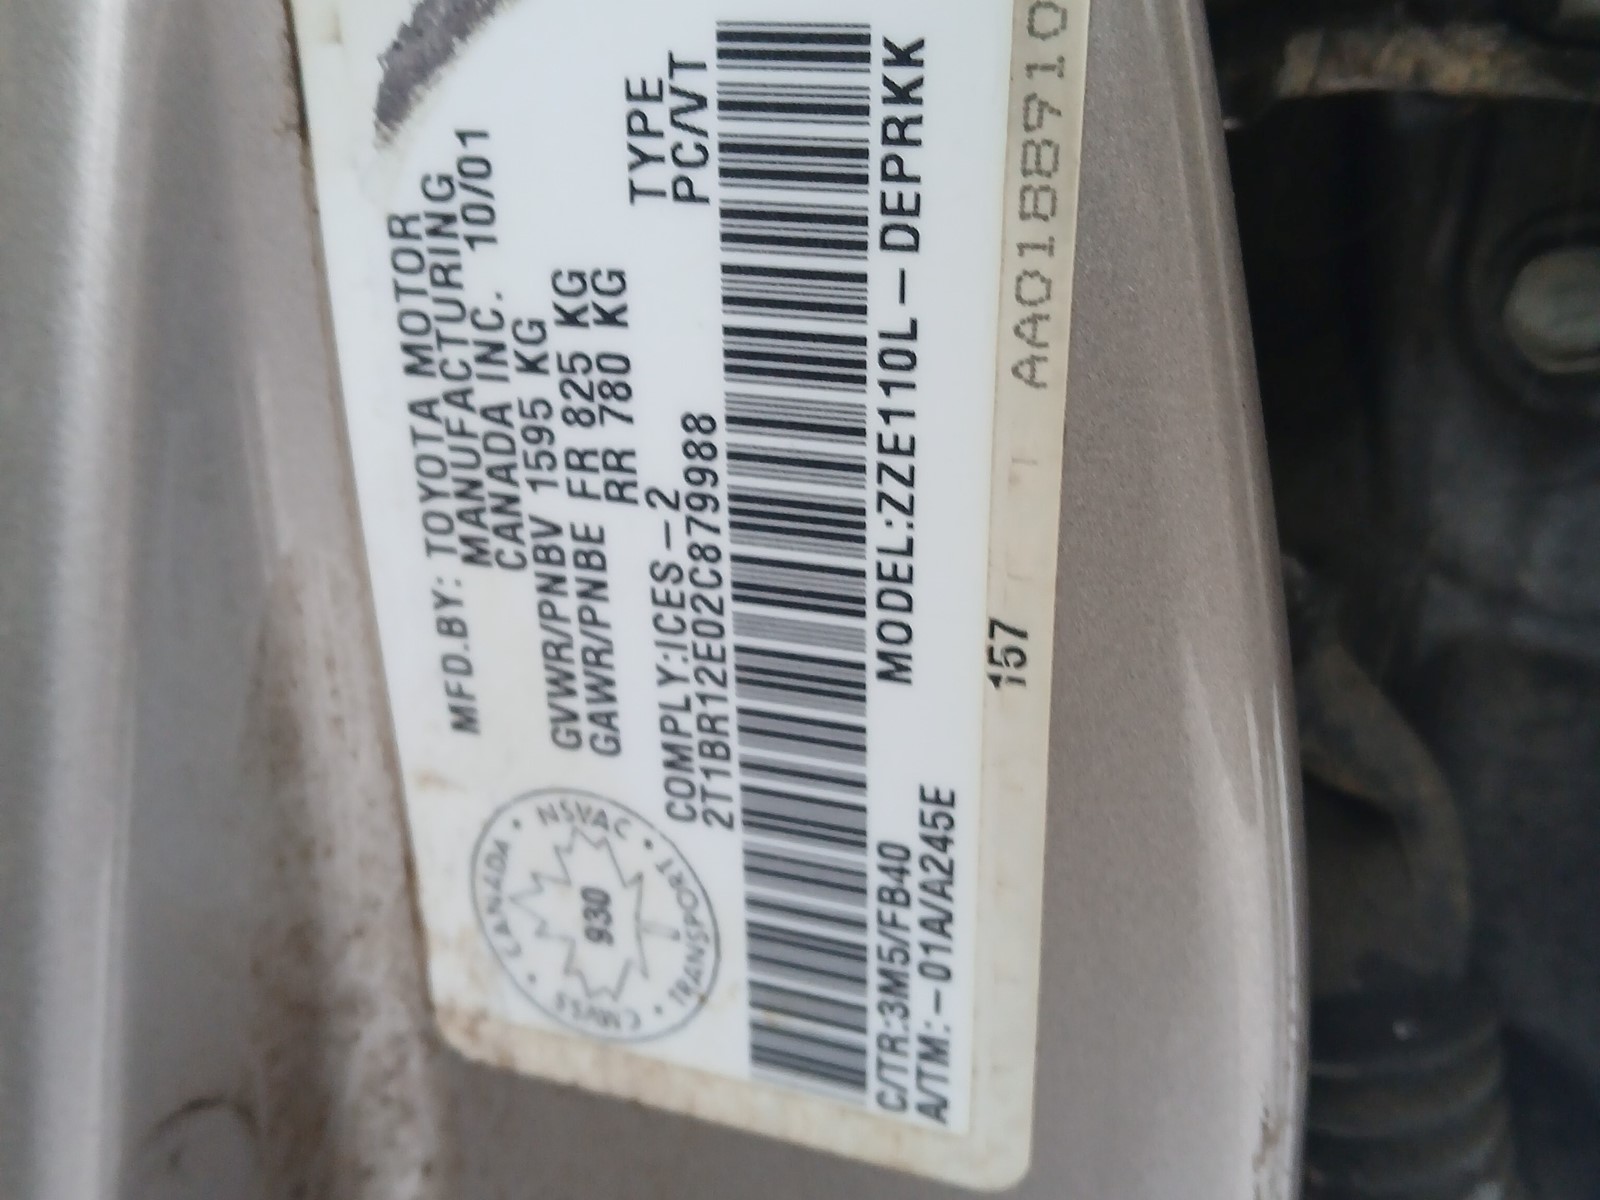 MFD.BY: TOYOTA MOTOR
MANUFACTURING
CANADA INC. 10/01
GVWR/PNBV 1595 KG
GAWR/PNBE FR 825 KG
RR 780 KG
COMPLY:ICES-2 TYPE
2T1BR12E02C879988 PC/VT
MODEL:ZZE110L-DEPRKK
C/TR:3M5/FB40
A/TM:-01A/A245E
157
AA01BB910
CANADA • NSVAC • TRANSPORT •
930